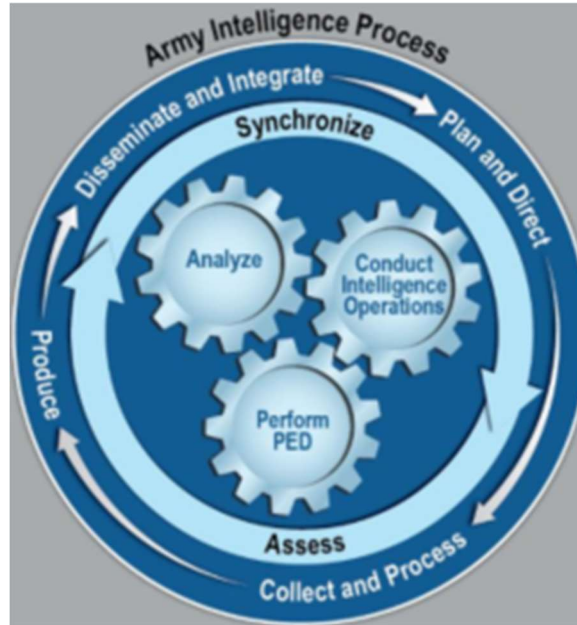 Army Intelligence Process
Disseminate and Integrate
Plan and Direct
Synchronize
Analyze
Conduct
Intelligence
Operations
Produce
Perform
PED
Assess
Collect and Process